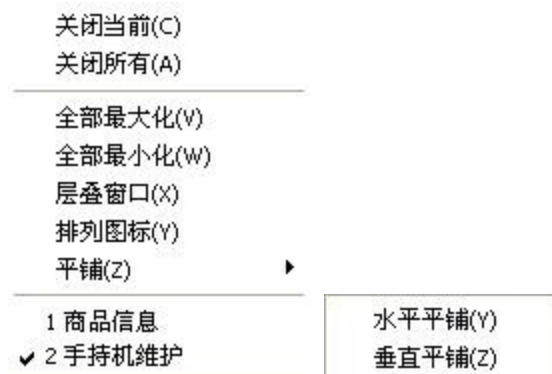 关闭当前(C)
关闭所有(A)
全部最大化(V)
全部最小化(W)
层叠窗口(X)
排列图标(Y)
平铺(Z)
1 商品信息
2 手持机维护
水平平铺(Y)
垂直平铺(Z)